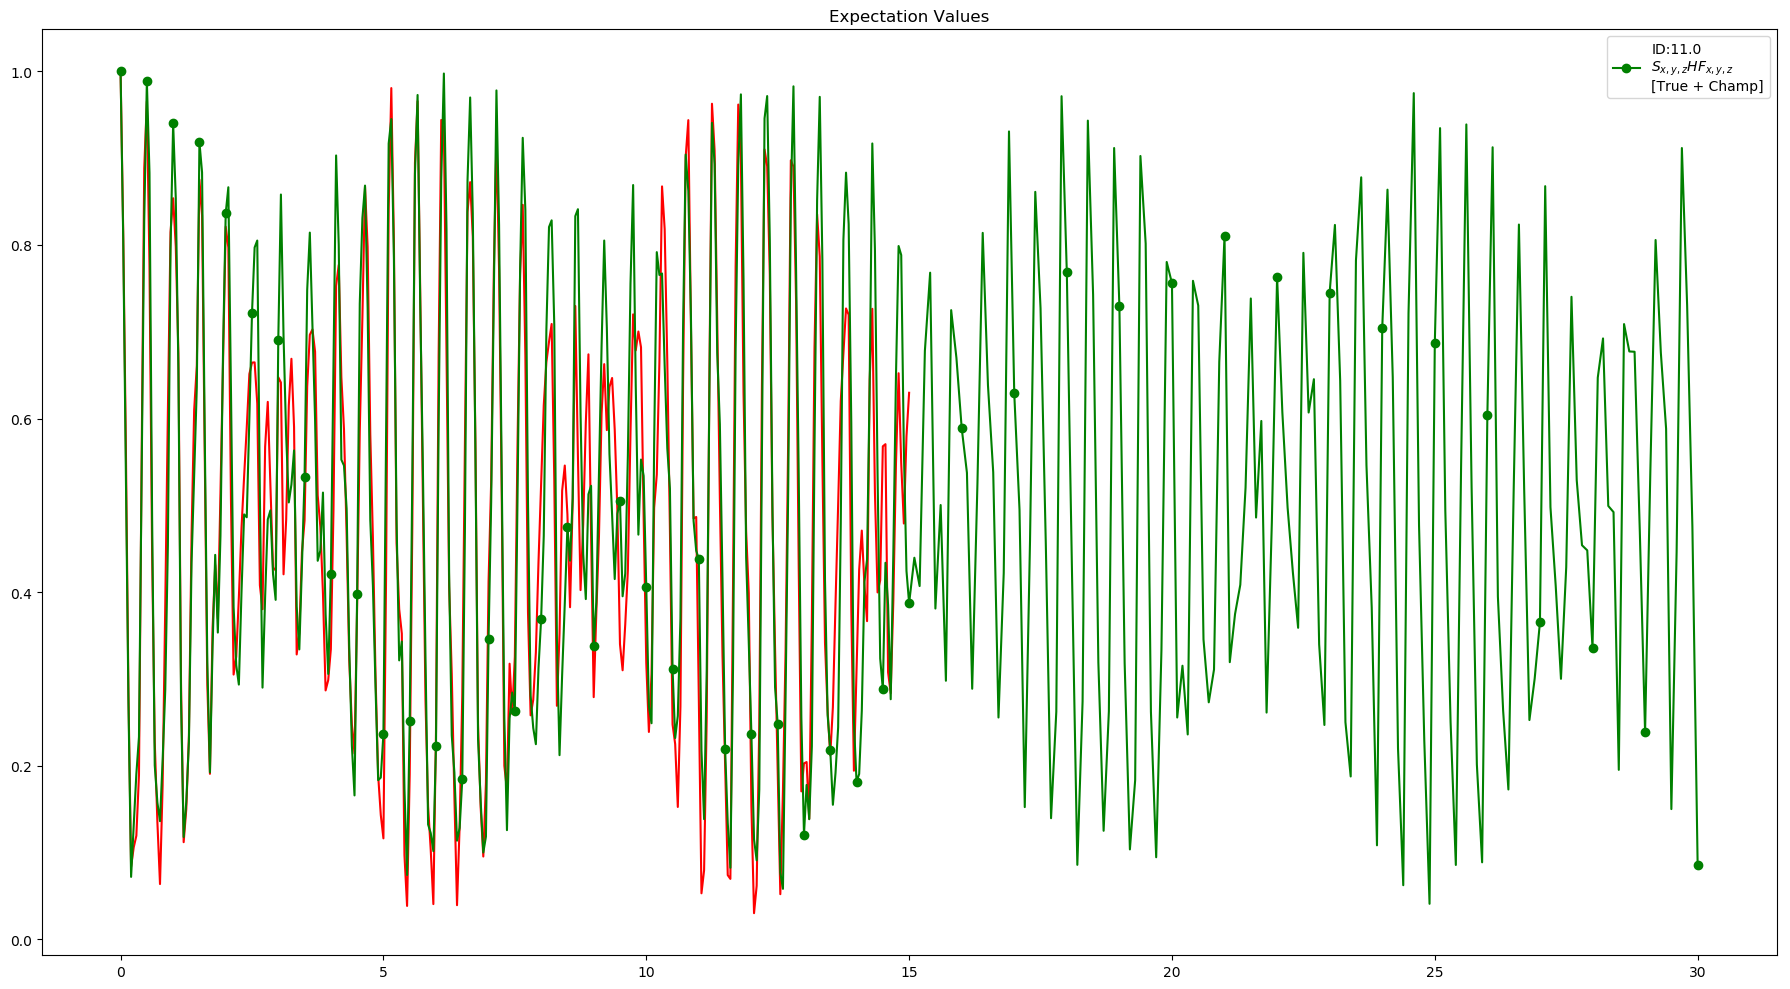 Expectation Values
ID:11.0
S_{x,y,z}HF_{x,y,z}
[True + Champ]
1.0
0.8
0.6
0.4
0.2
0.0
0 5 10 15 20 25 30